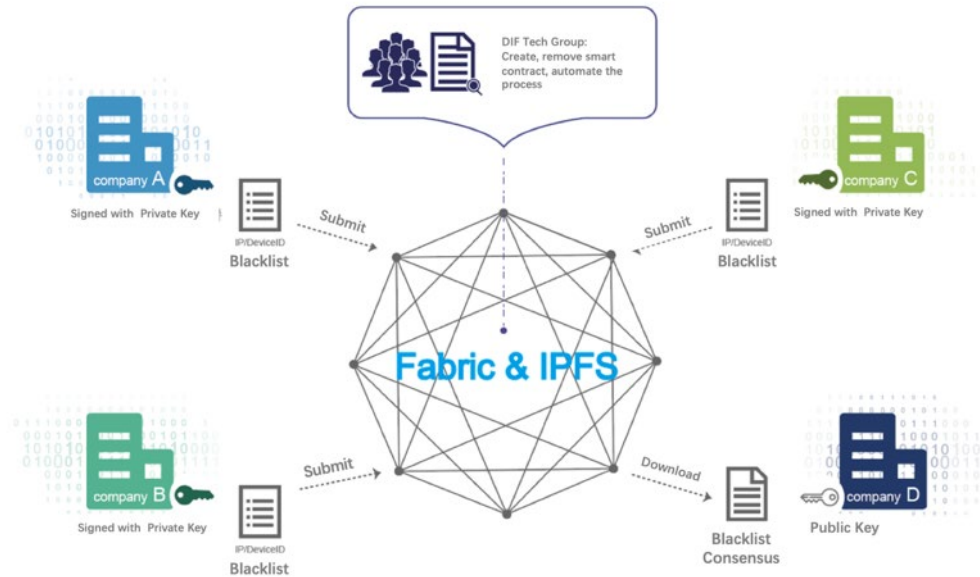 DIF Tech Group:
Create, remove smart
contract, automate the
process
company A
Signed with Private Key
IP/DeviceID
Blacklist
Submit
company C
Signed with Private Key
IP/DeviceID
Blacklist
Submit
Fabric & IPFS
company B
Signed with Private Key
IP/DeviceID
Blacklist
Submit
Download
Blacklist
Consensus
company D
Public Key